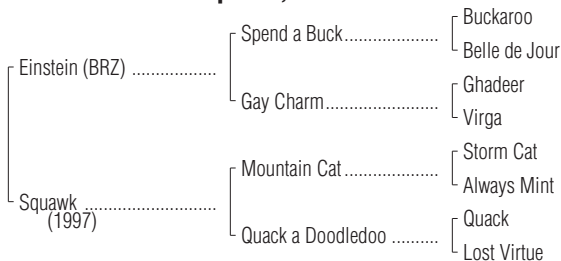 Spend a Buck
Buckaroo
Belle de Jour
Einstein (BRZ)
Gay Charm
Ghadeer
Virga
Mountain Cat
Storm Cat
Always Mint
Squawk
(1997)
Quack a Doodledoo
Quack
Lost Virtue